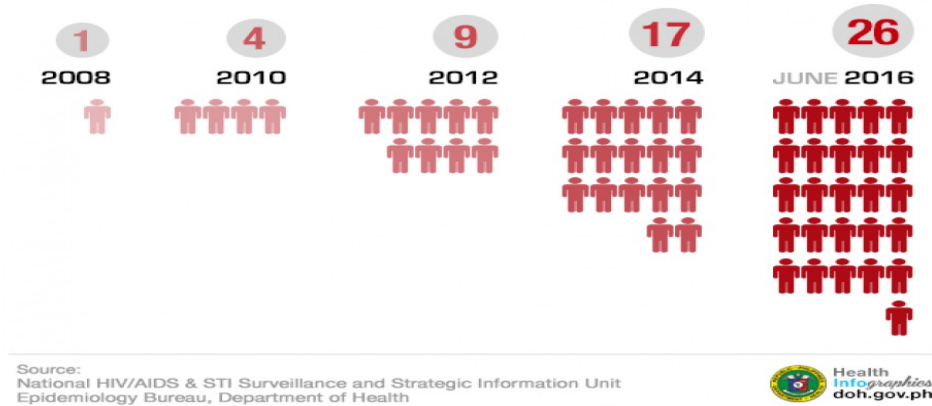 1 4 9 17 26
2008 2010 2012 2014 JUNE 2016
Source:
National HIV/AIDS & STI Surveillance and Strategic Information Unit
Epidemiology Bureau, Department of Health
Health
Infographics
doh.gov.ph